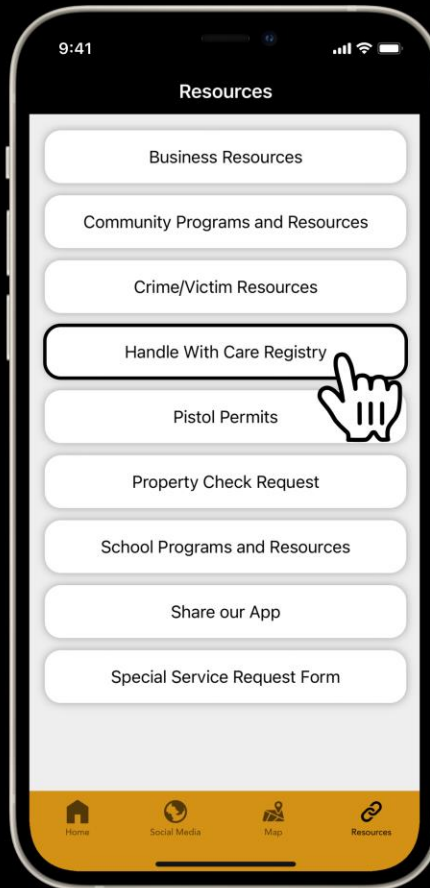 9:41
Resources
Business Resources
Community Programs and Resources
Crime/Victim Resources
Handle With Care Registry
Pistol Permits
Property Check Request
School Programs and Resources
Share our App
Special Service Request Form
Home
Social Media
Map
Resources